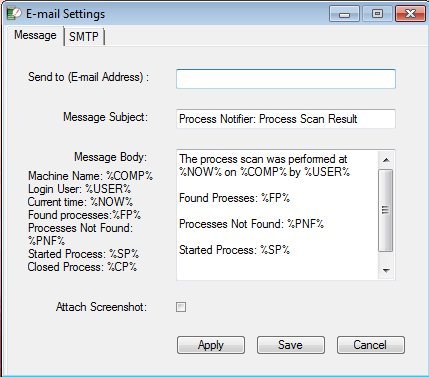 E-mail Settings
Message SMTP
Send to (E-mail Address) :
Message Subject: Process Notifier: Process Scan Result
Message Body:
Machine Name: %COMP%
Login User: %USER%
Current time: %NOW%
Found processes:%FP%
Processes Not Found:
%PNF%
Started Process: %SP%
Closed Process: %CP%
The process scan was performed at
%NOW% on %COMP% by %USER%
Found Proesses: %FP%
Processes Not Found: %PNF%
Started Process: %SP%
Attach Screenshot:
Apply Save Cancel